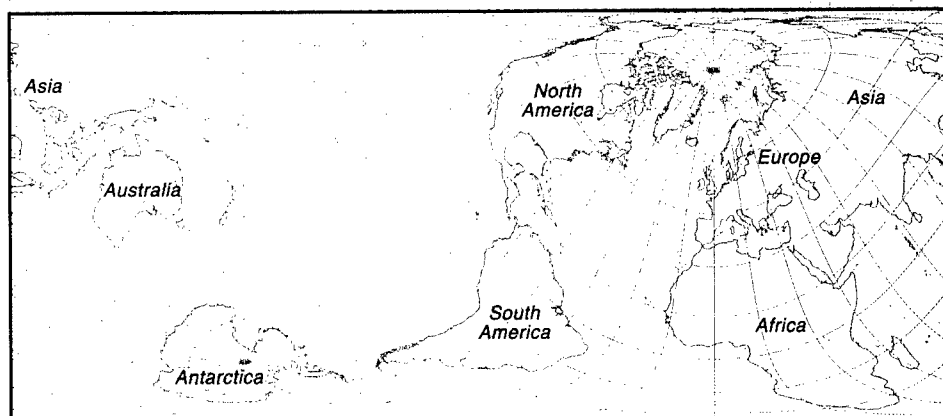 Asia
North
America
Asia
Europe
Australia
South
America
Africa
Antarctica